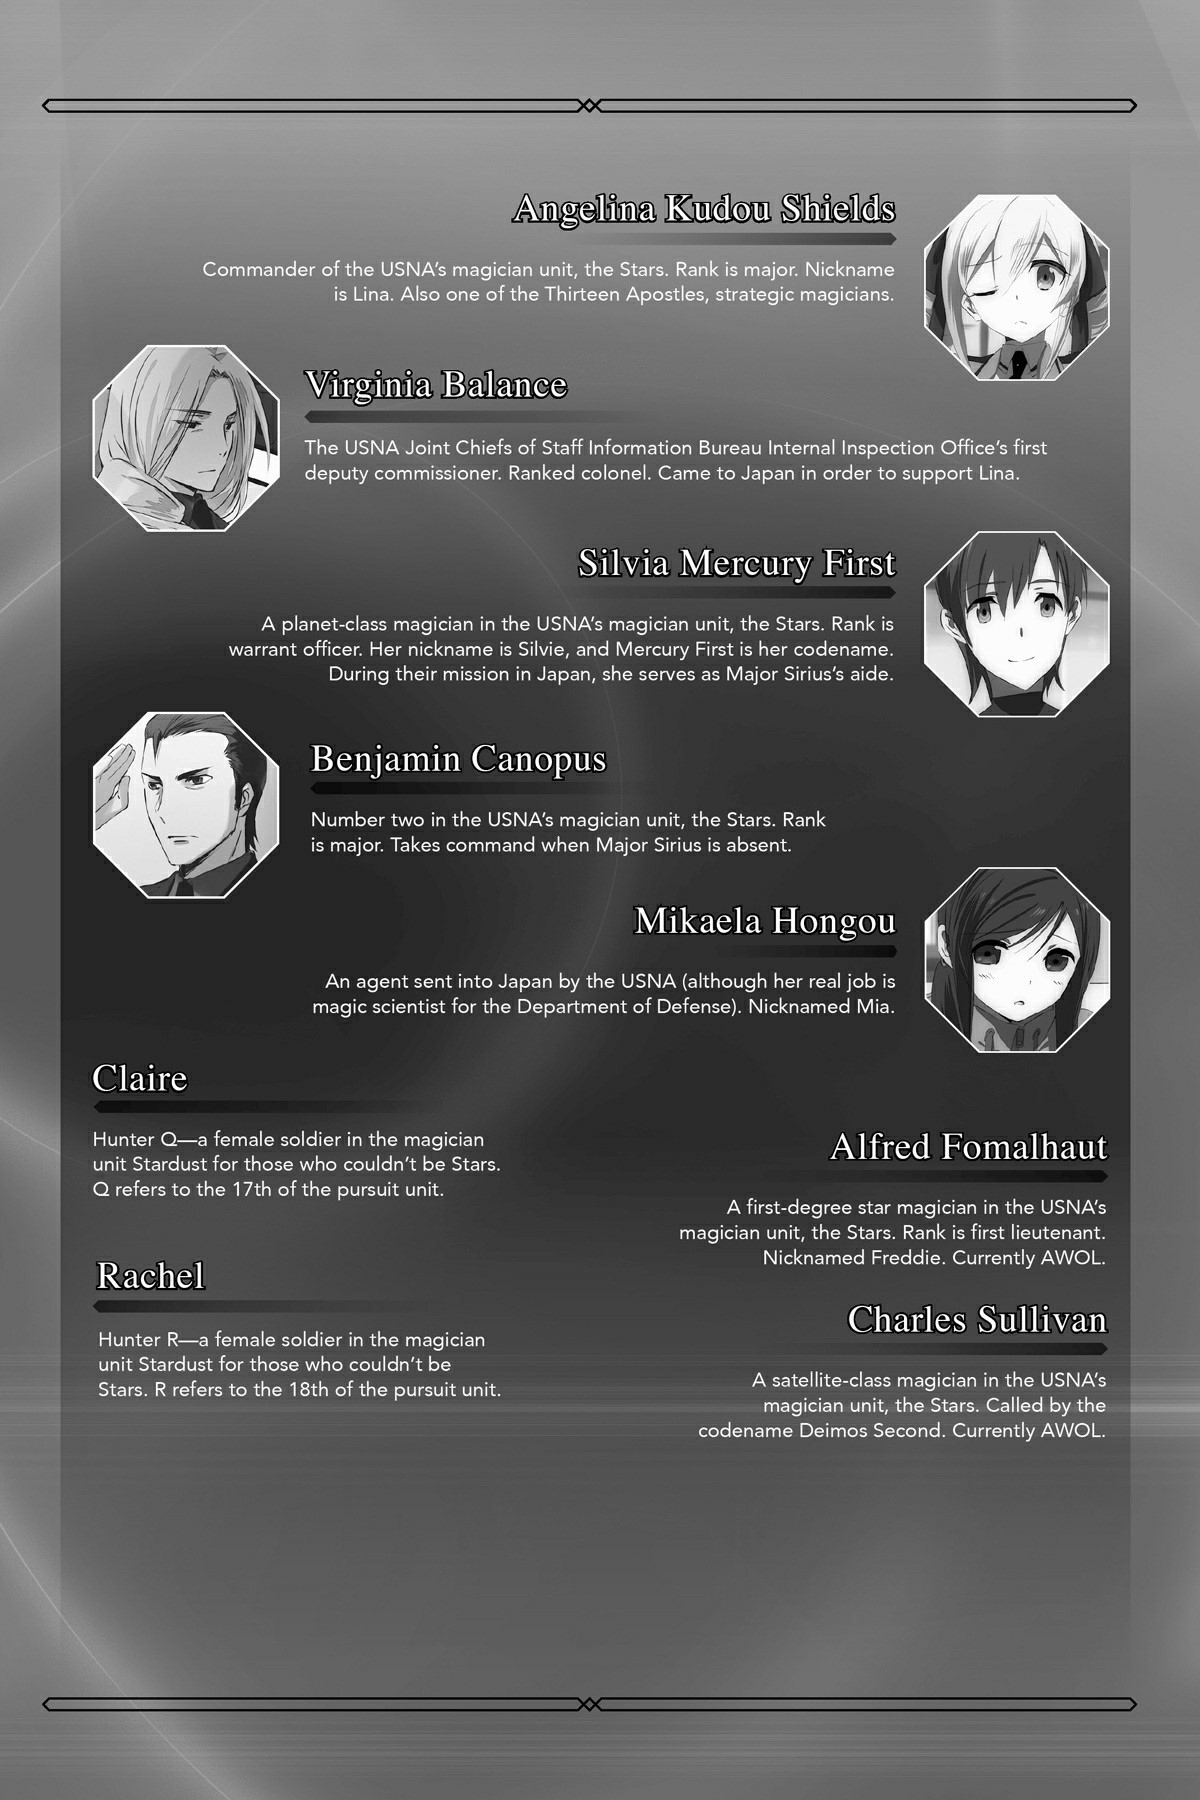 Angelina Kudou Shields
Commander of the USNA’s magician unit, the Stars. Rank is major. Nickname
is Lina. Also one of the Thirteen Apostles, strategic magicians.
Virginia Balance
The USNA Joint Chiefs of Staff Information Bureau Internal Inspection Office’s first
deputy commissioner. Ranked colonel. Came to Japan in order to support Lina.
Silvia Mercury First
A planet-class magician in the USNA’s magician unit, the Stars. Rank is
warrant officer. Her nickname is Silvie, and Mercury First is her codename.
During their mission in Japan, she serves as Major Sirius’s aide.
Benjamin Canopus
Number two in the USNA’s magician unit, the Stars. Rank
is major. Takes command when Major Sirius is absent.
Mikaela Hongou
An agent sent into Japan by the USNA (although her real job is
magic scientist for the Department of Defense). Nicknamed Mia.
Claire
Hunter Q—a female soldier in the magician
unit Stardust for those who couldn’t be Stars.
Q refers to the 17th of the pursuit unit.
Rachel
Hunter R—a female soldier in the magician
unit Stardust for those who couldn’t be
Stars. R refers to the 18th of the pursuit unit.
Alfred Fomalhaut
A first-degree star magician in the USNA’s
magician unit, the Stars. Rank is first lieutenant.
Nicknamed Freddie. Currently AWOL.
Charles Sullivan
A satellite-class magician in the USNA’s
magician unit, the Stars. Called by the
codename Deimos Second. Currently AWOL.